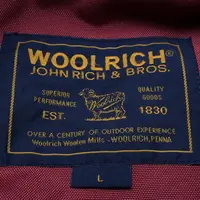 WOOLRICH®
JOHN RICH & BROS.
SUPERIOR PERFORMANCE
QUALITY GOODS
EST. Woolrich 1830
OVER A CENTURY OF OUTDOOR EXPERIENCE
Woolrich Woolen Mills - WOOLRICH, PENNA
L